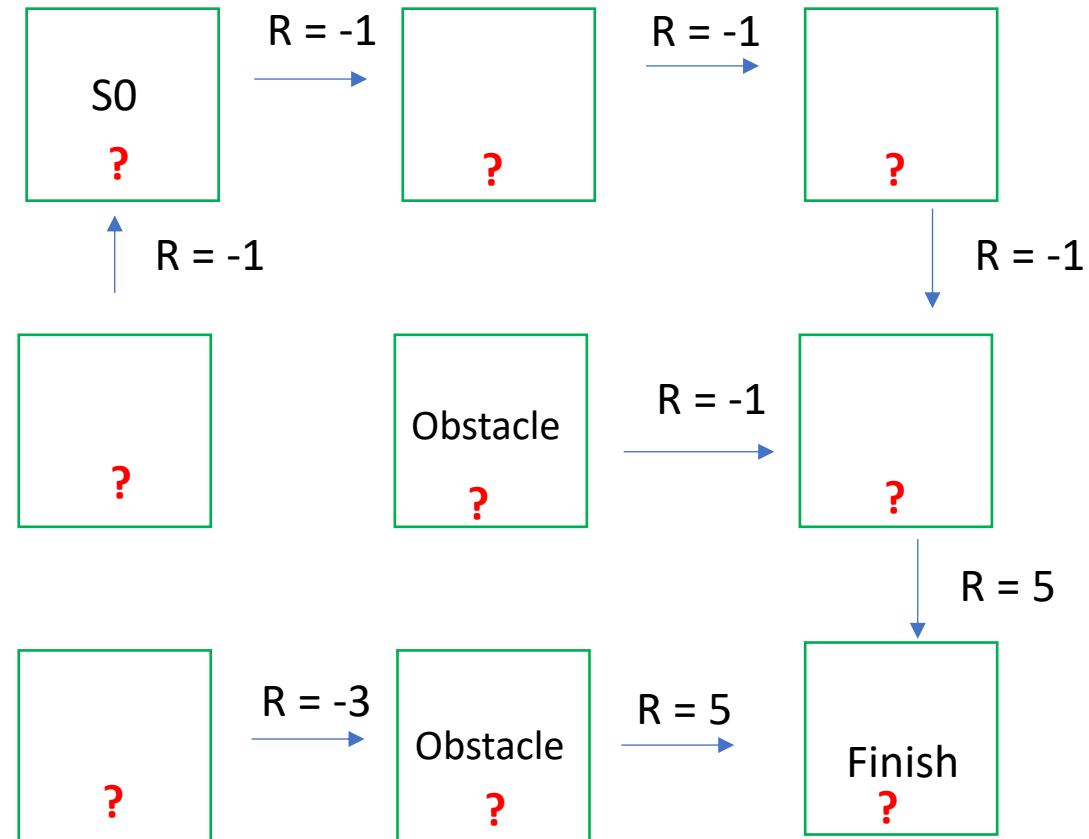 R = -1
R = -1
S0
?
?
?
R = -1
R = -1
R = -1
Obstacle
?
?
?
R = 5
R = -3
R = 5
Obstacle
Finish
?
?
?